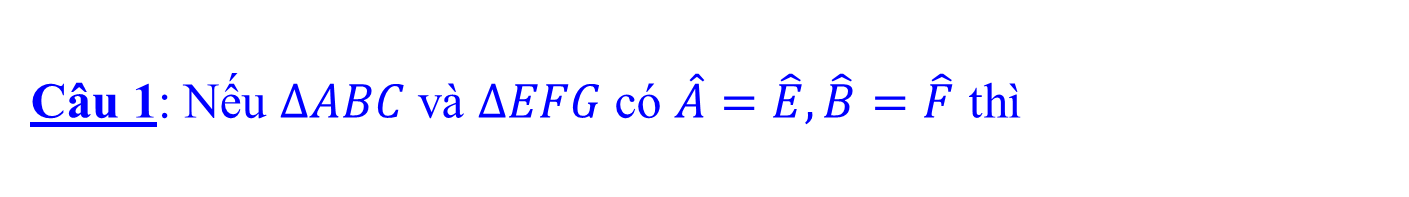 Câu 1: Nếu ΔABC và ΔEFG có Â = Ê, B̂ = F̂ thì